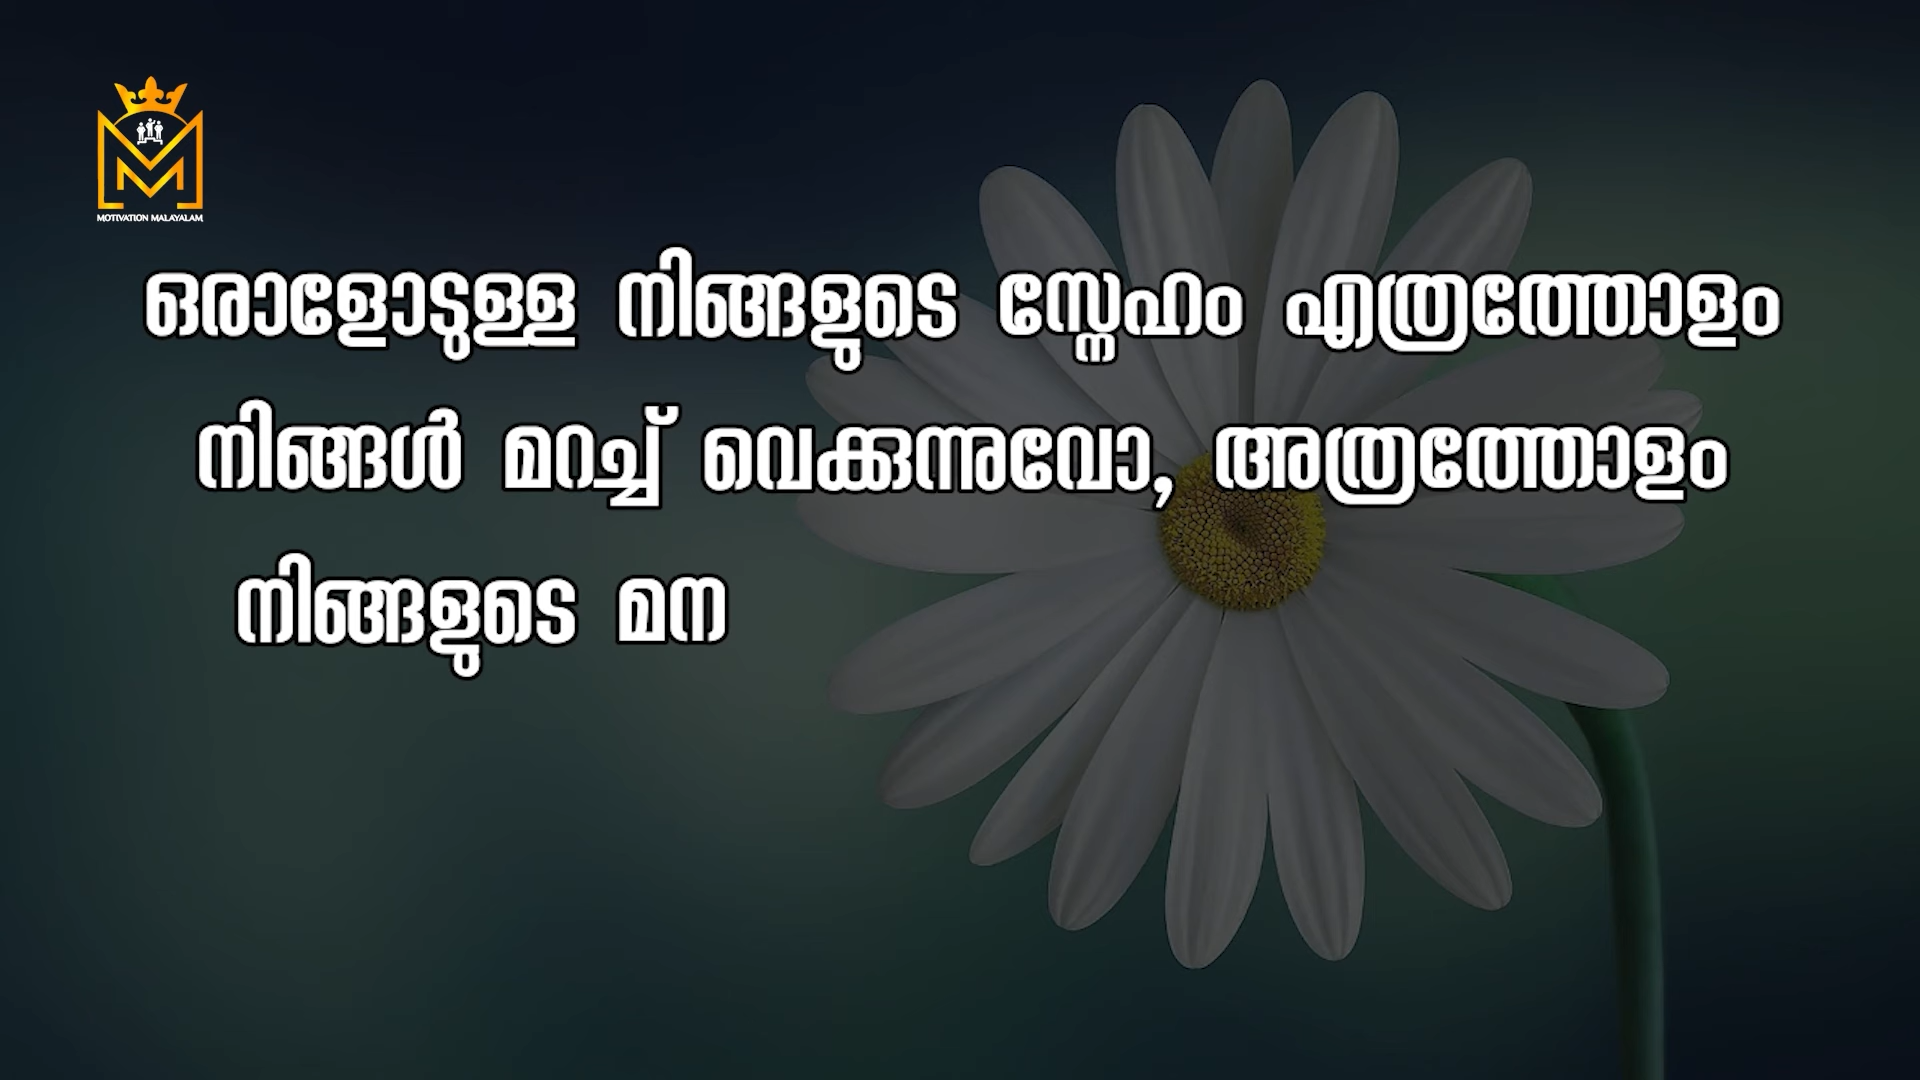 MOTIVATION MALAYALAM
ഒരാളോടുള്ള നിങ്ങളുടെ സ്നേഹം എത്രത്തോളം
നിങ്ങൾ മറച്ച് വെക്കുന്നുവോ, അത്രത്തോളം
നിങ്ങളുടെ മന